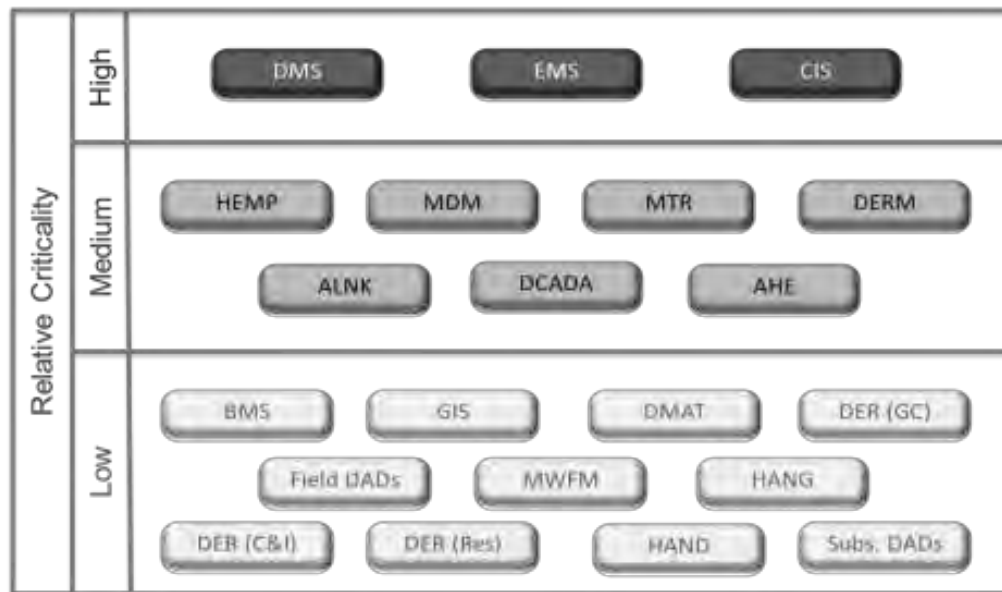 Relative Criticality
High
DMS EMS CIS
Medium
HEMP MDM MTR DERM
ALNK DCADA AHE
Low
BMS GIS DMAT DER (GC)
Field DADs MWFM HANG
DER (C&I) DER (Res) HAND Subs. DADs